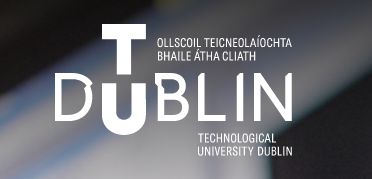 OLLSCOIL TEICNEOLAÍOCHTA
BHAILE ÁTHA CLIATH
TU DUBLIN
TECHNOLOGICAL
UNIVERSITY DUBLIN